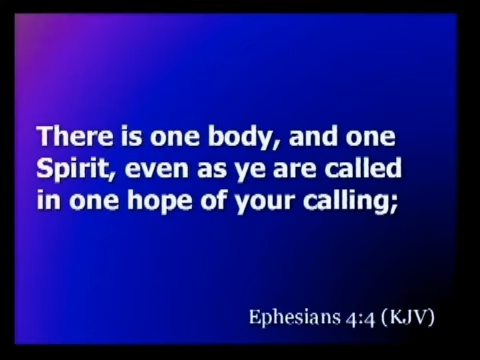 There is one body, and one
Spirit, even as ye are called
in one hope of your calling;
Ephesians 4:4 (KJV)